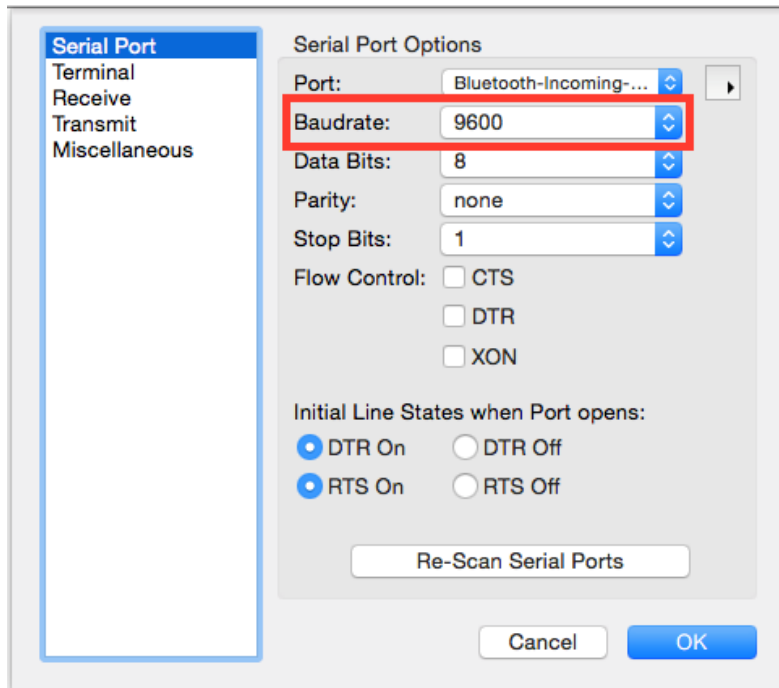 Serial Port
Terminal
Receive
Transmit
Miscellaneous
Serial Port Options
Port: Bluetooth-Incoming-...
Baudrate: 9600
Data Bits: 8
Parity: none
Stop Bits: 1
Flow Control: CTS
DTR
XON
Initial Line States when Port opens:
DTR On DTR Off
RTS On RTS Off
Re-Scan Serial Ports
Cancel OK